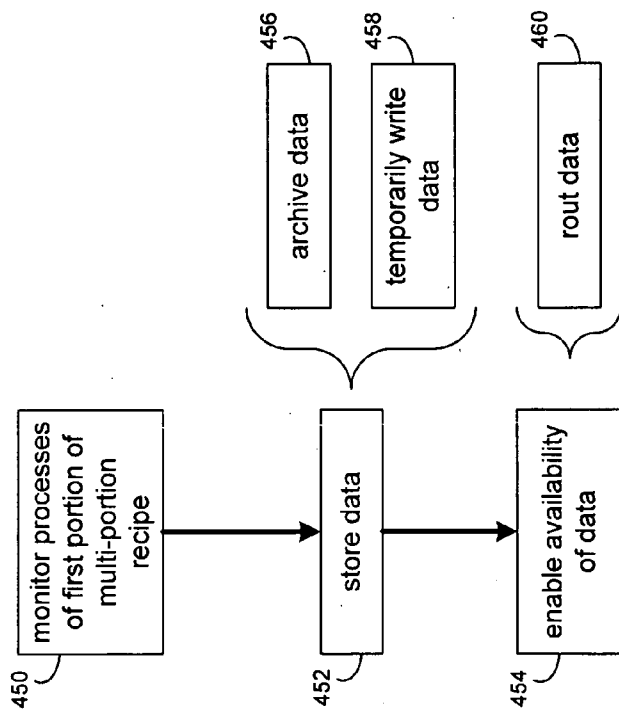 450
monitor processes
of first portion of
multi-portion
recipe
452
store data
454
enable availability
of data
456
archive data
458
temporarily write
data
460
rout data